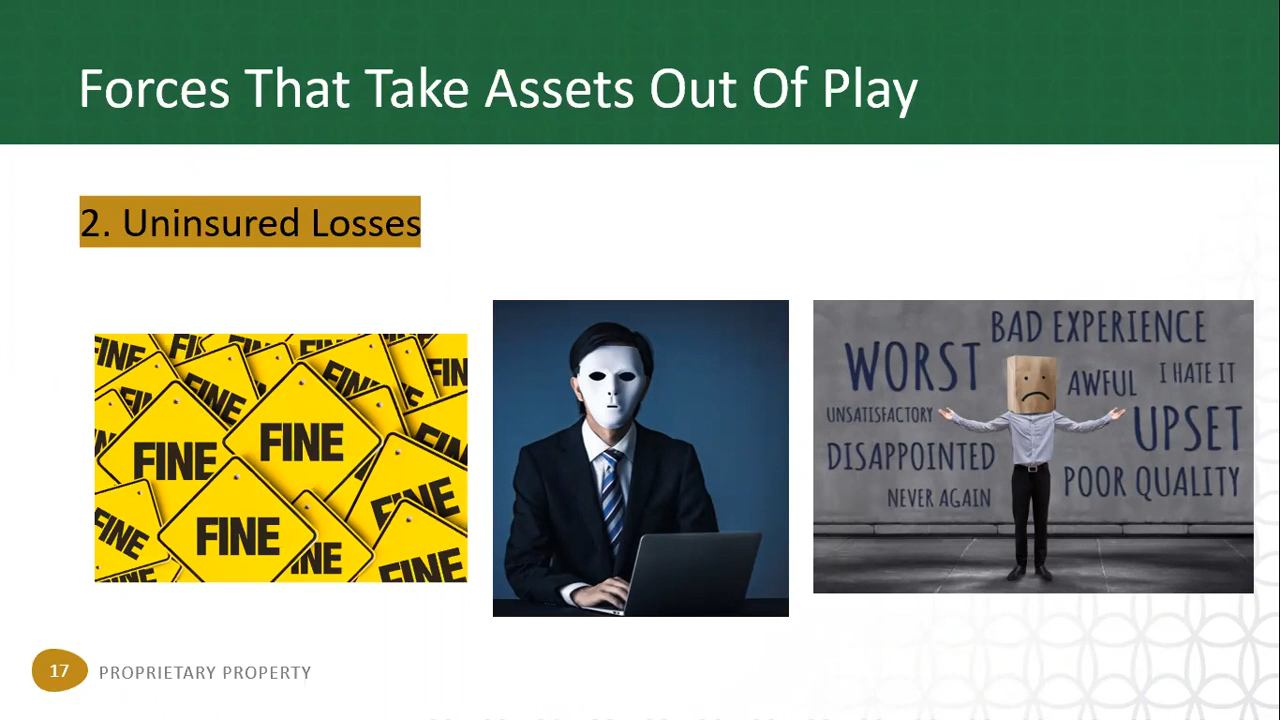 Forces That Take Assets Out Of Play
2. Uninsured Losses
FINE
FINE
FINE
FINE
FINE
FINE
FINE
FINE
FINE
BAD EXPERIENCE
WORST
I HATE IT
AWFUL
UNSATISFACTORY
UPSET
DISAPPOINTED
POOR QUALITY
NEVER AGAIN
17
PROPRIETARY PROPERTY